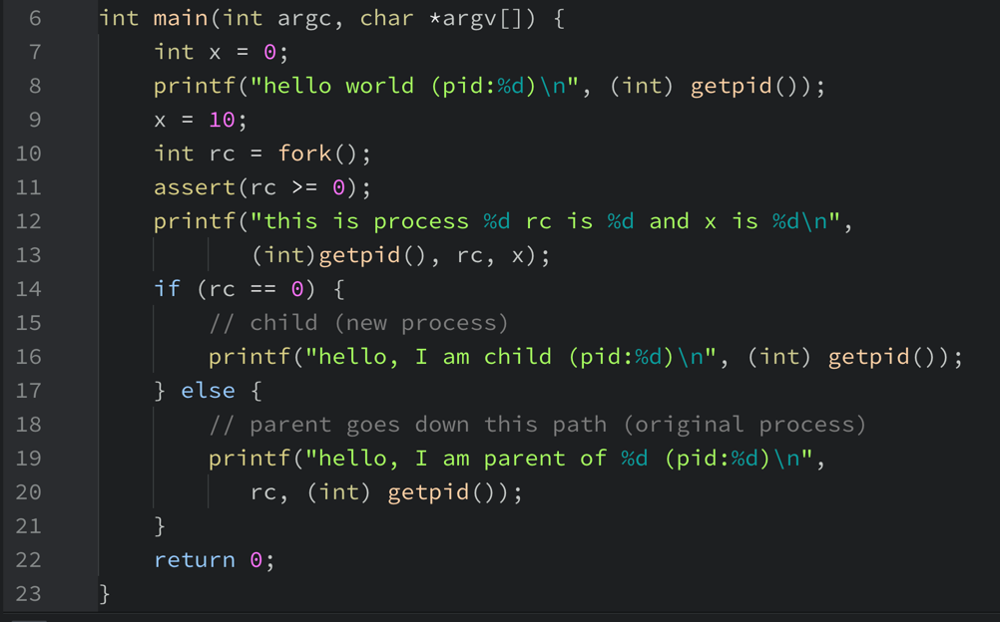 6 int main(int argc, char *argv[]) {
7     int x = 0;
8     printf("hello world (pid:%d)\n", (int) getpid());
9     x = 10;
10     int rc = fork();
11     assert(rc >= 0);
12     printf("this is process %d rc is %d and x is %d\n",
13            (int)getpid(), rc, x);
14     if (rc == 0) {
15         // child (new process)
16         printf("hello, I am child (pid:%d)\n", (int) getpid());
17     } else {
18         // parent goes down this path (original process)
19         printf("hello, I am parent of %d (pid:%d)\n",
20            rc, (int) getpid());
21     }
22     return 0;
23 }